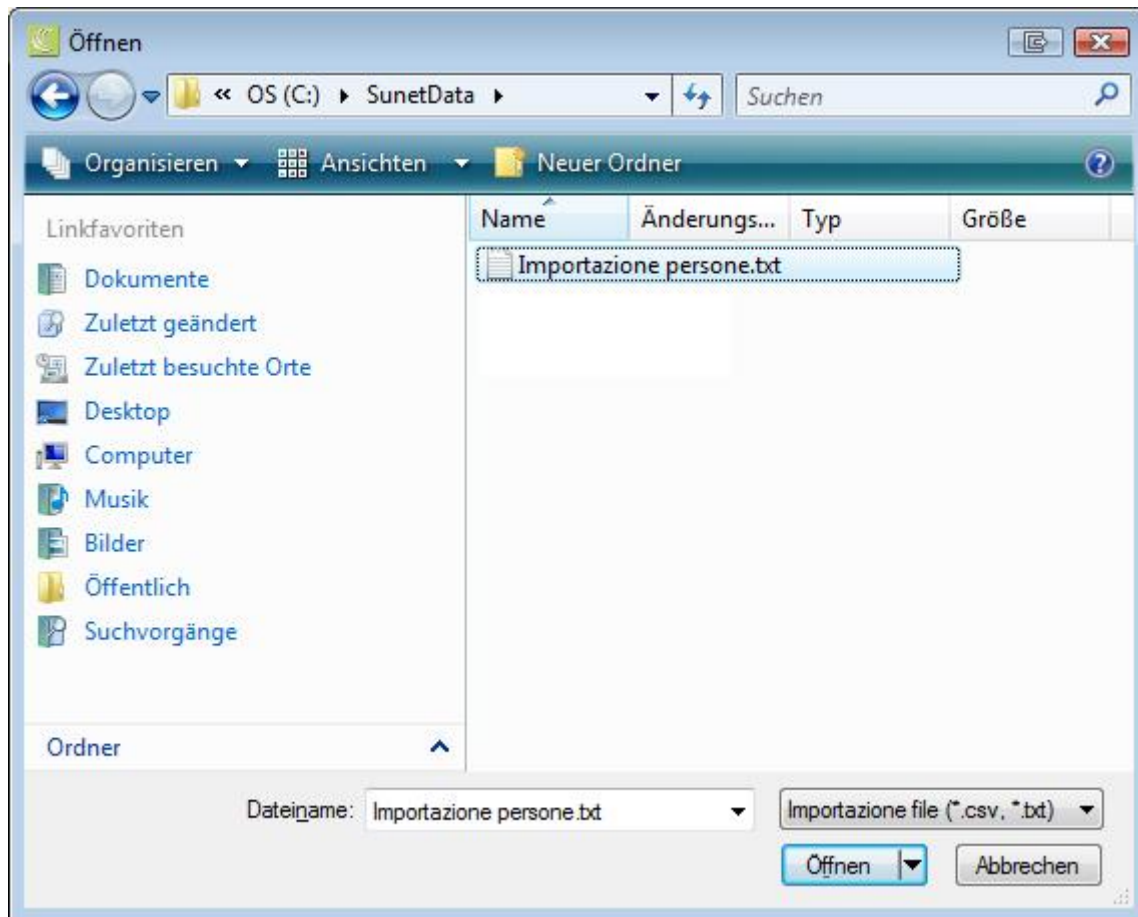 Öffnen
« OS (C:) SunetData
Suchen
Organisieren Ansichten Neuer Ordner
Linkfavoriten
Dokumente
Zuletzt geändert
Zuletzt besuchte Orte
Desktop
Computer
Musik
Bilder
Öffentlich
Suchvorgänge
Ordner
Name Änderungs... Typ Größe
Importazione persone.txt
Dateiname: Importazione persone.txt
Importazione file (*.csv, *.txt)
Öffnen Abbrechen